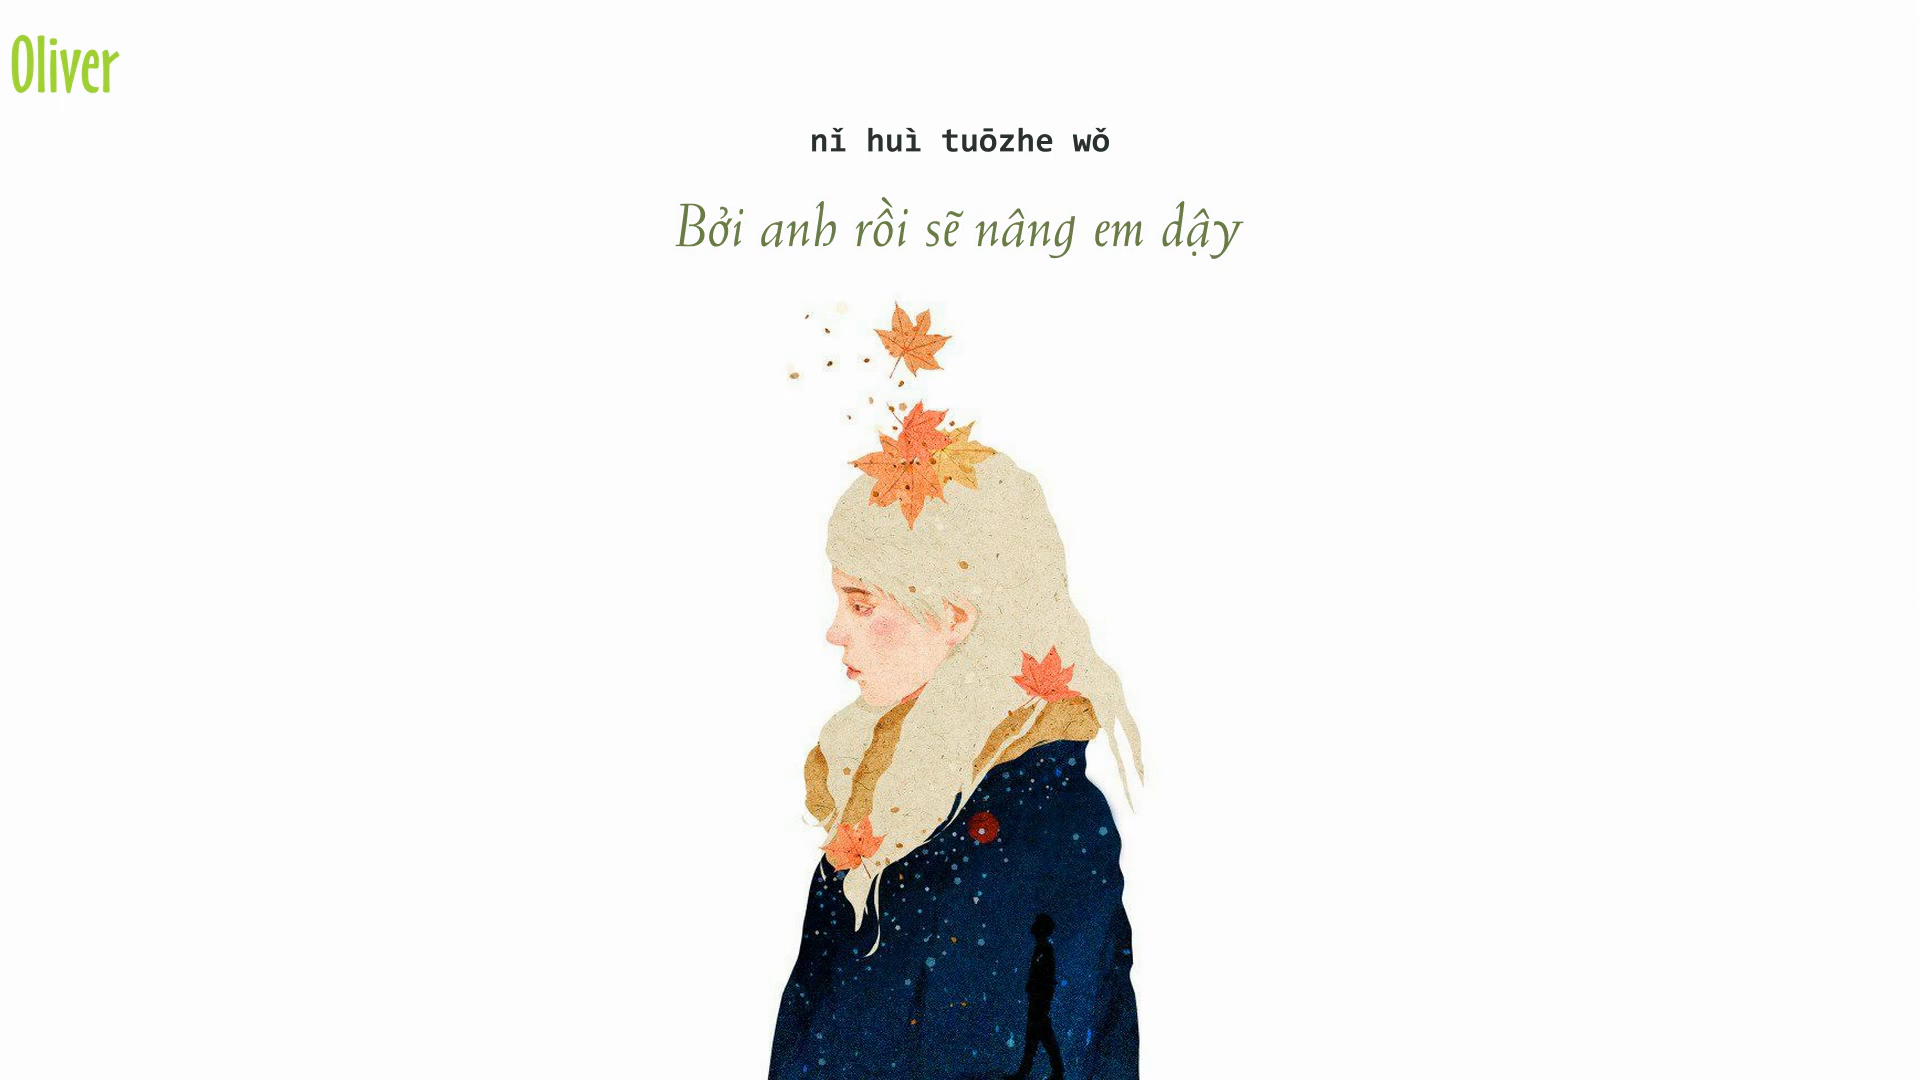 Oliver
nǐ huì tuōzhe wǒ
Bởi anh rồi sẽ nâng em dậy